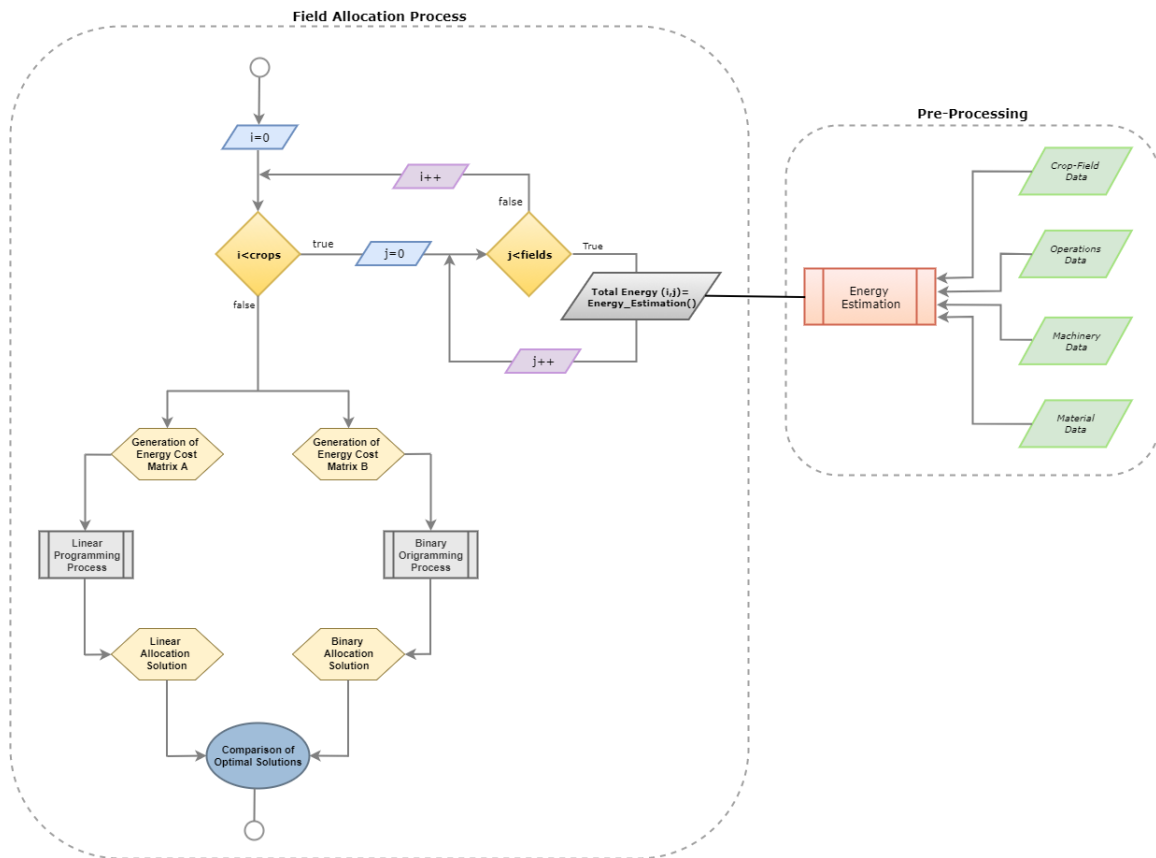 Field Allocation Process
i=0
i++
false
i<crops
true
j=0
j<fields
True
Total Energy (i,j)=
Energy_Estimation()
j++
false
Generation of
Energy Cost
Matrix A
Generation of
Energy Cost
Matrix B
Linear
Programming
Process
Binary
Origramming
Process
Linear
Allocation
Solution
Binary
Allocation
Solution
Comparison of
Optimal Solutions
Pre-Processing
Crop-Field
Data
Operations
Data
Energy
Estimation
Machinery
Data
Material
Data